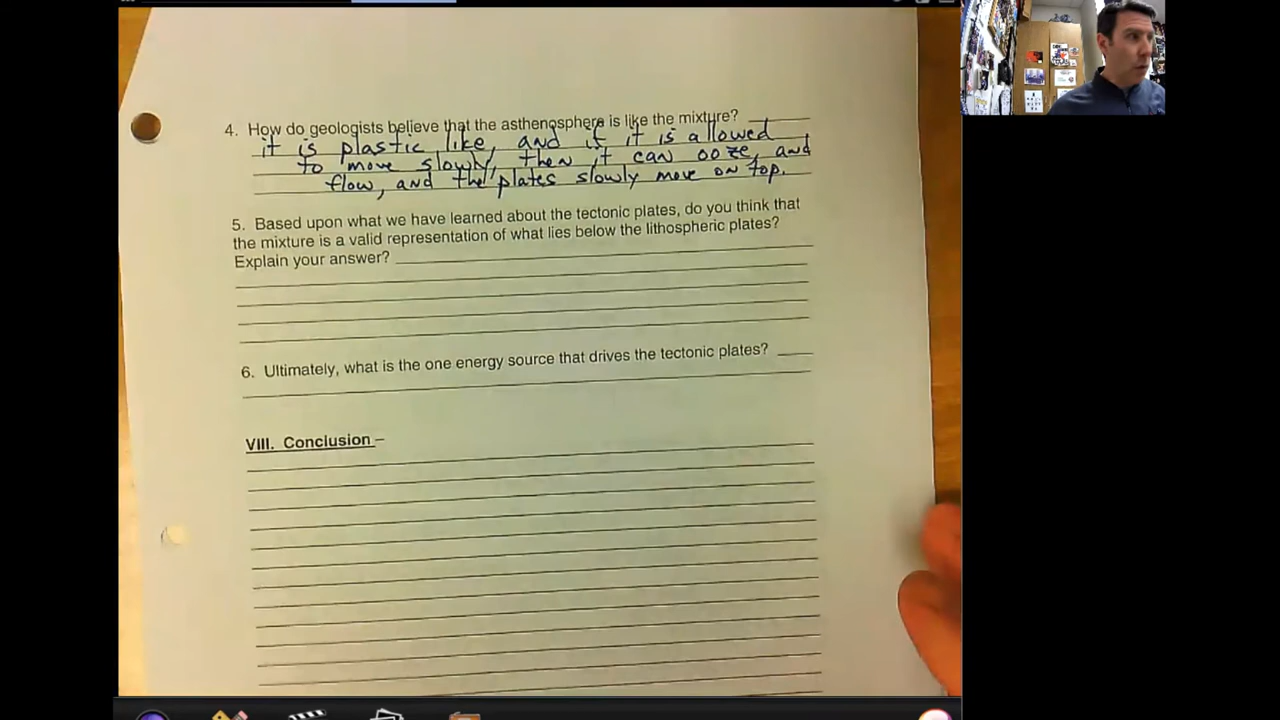 4. How do geologists believe that the asthenosphere is like the mixture?
it is plastic like, and if it is allowed
to move slowly, then it can ooze, and
flow, and the plates slowly move on top.
5. Based upon what we have learned about the tectonic plates, do you think that
the mixture is a valid representation of what lies below the lithospheric plates?
Explain your answer?
6. Ultimately, what is the one energy source that drives the tectonic plates?
VIII. Conclusion –